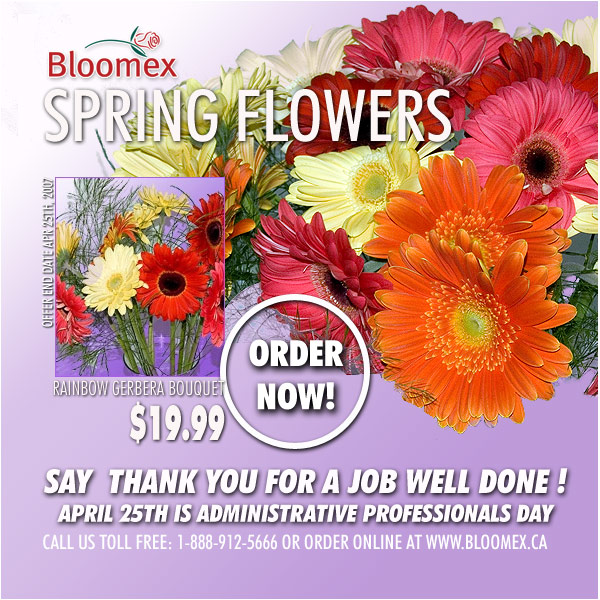 Bloomex
SPRING FLOWERS
OFFER END DATE APR 25TH, 2007
RAINBOW GERBERA BOUQUET
$19.99
ORDER
NOW!
SAY THANK YOU FOR A JOB WELL DONE !
APRIL 25TH IS ADMINISTRATIVE PROFESSIONALS DAY
CALL US TOLL FREE: 1-888-912-5666 OR ORDER ONLINE AT WWW.BLOOMEX.CA